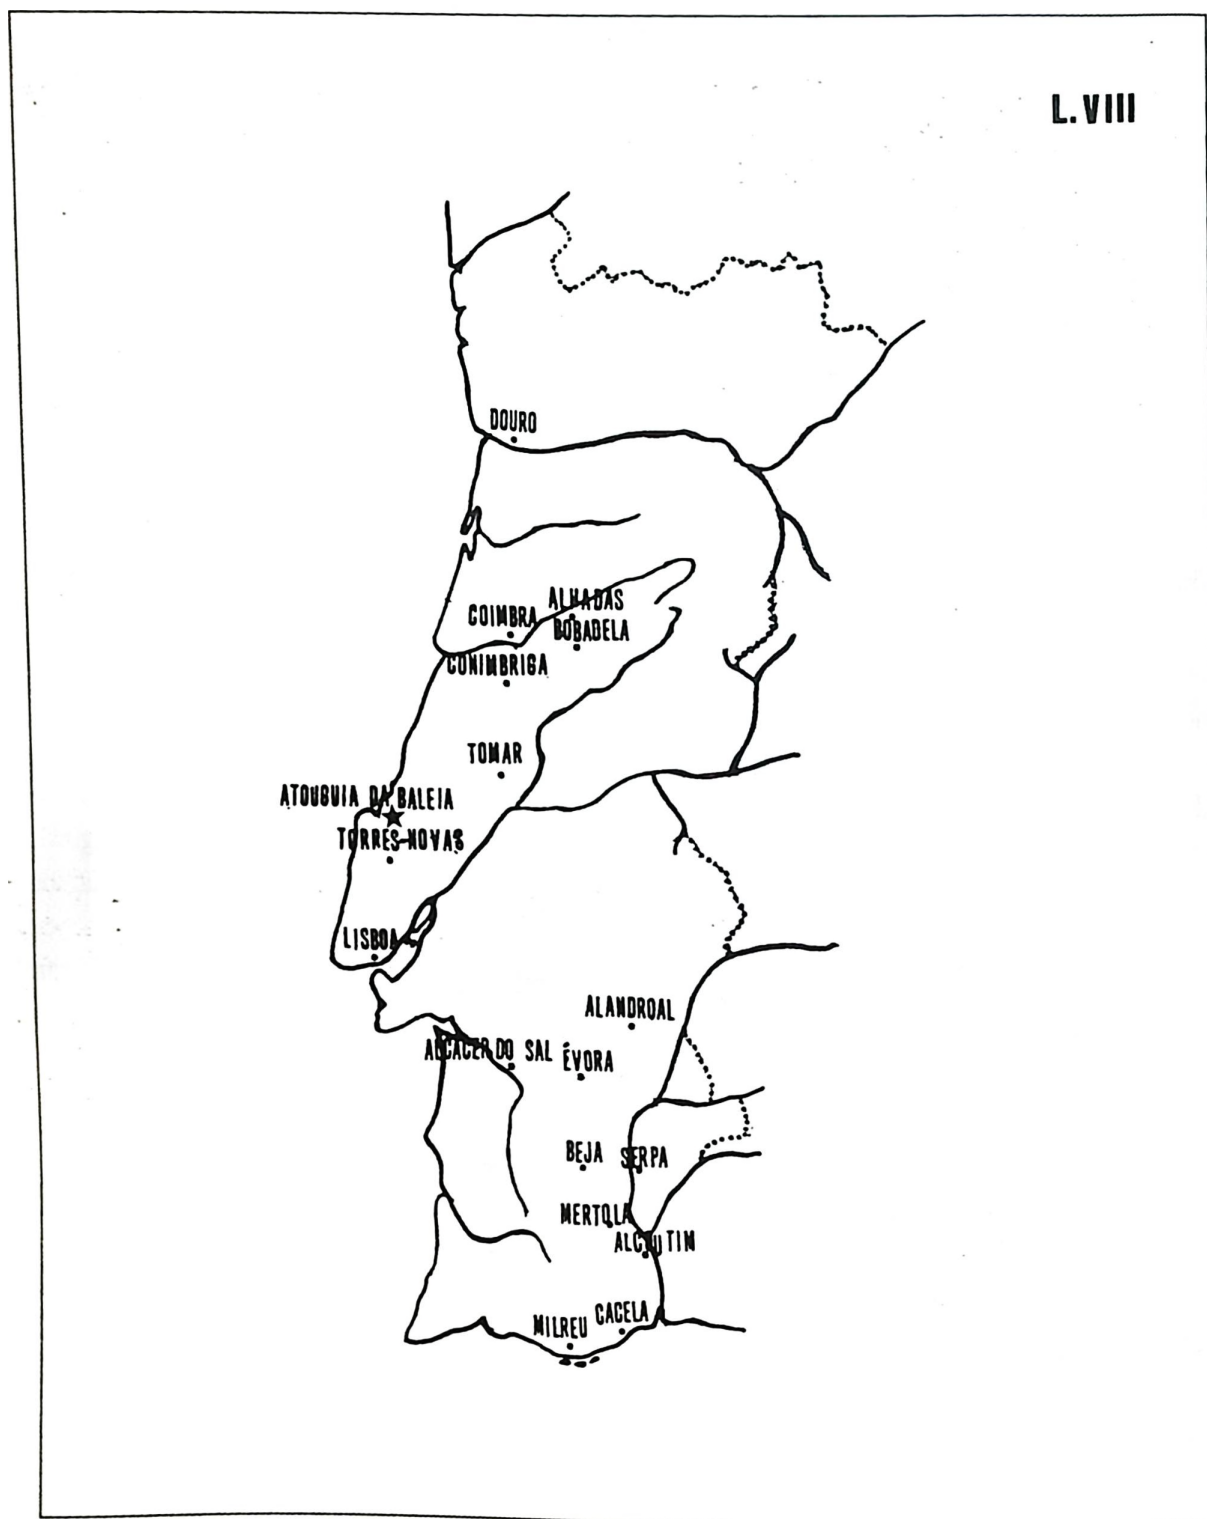 L.VIII
DOURO
ALHADAS
COIMBRA
BOBADELA
CONIMBRIGA
TOMAR
ATOUGUIA DA BALEIA
TORRES-NOVAS
LISBOA
ALANDROAL
ALCACER DO SAL
ÉVORA
BEJA
SERPA
MERTOLA
ALCOUTIM
CACELA
MILREU